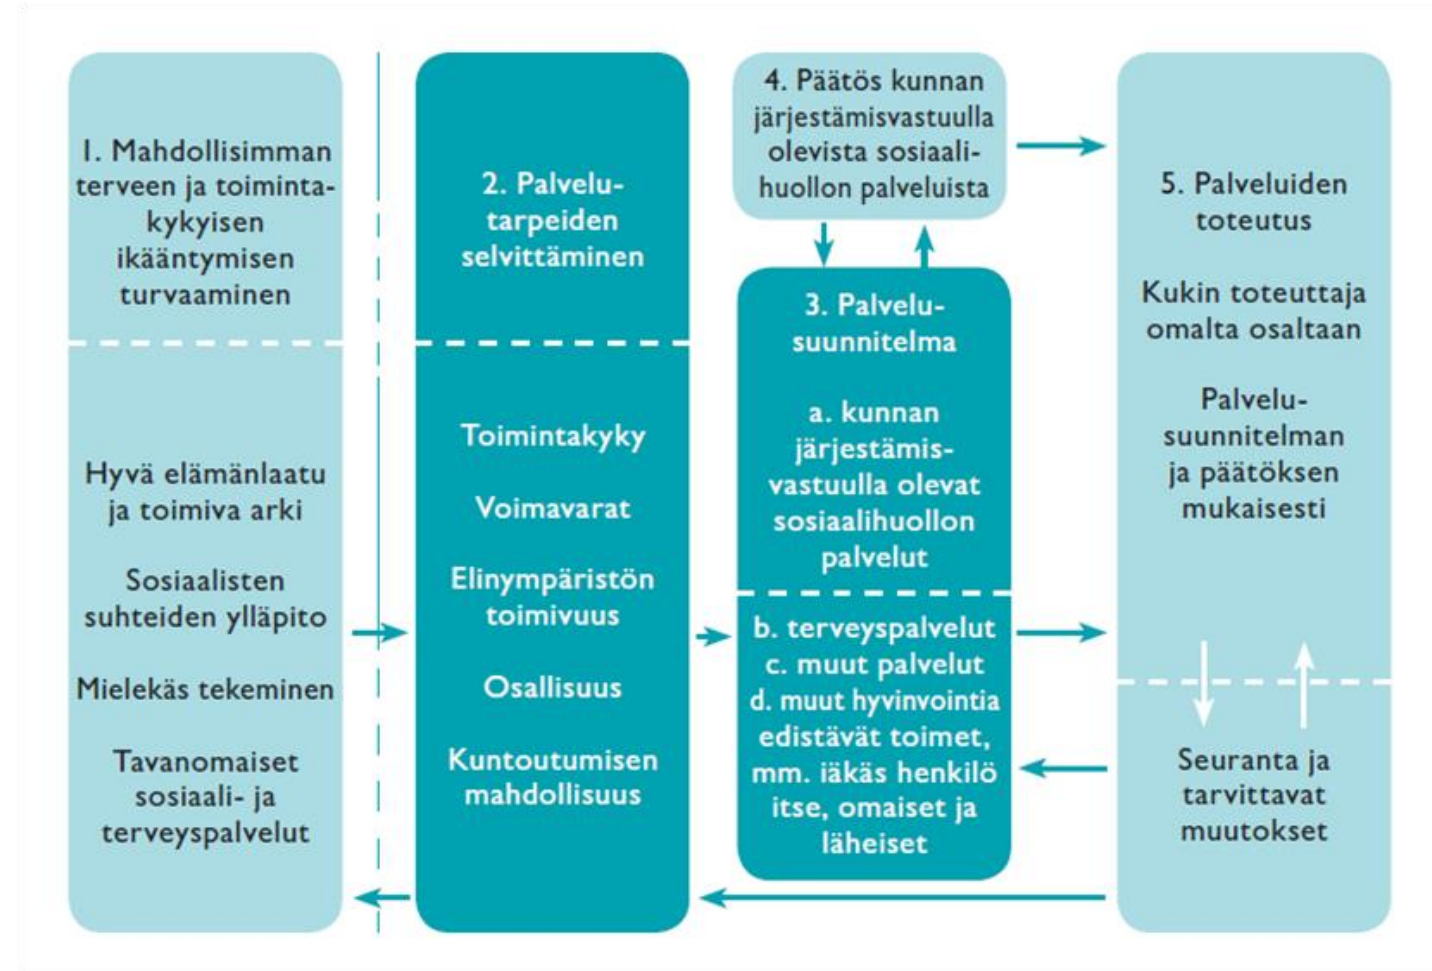 1. Mahdollisimman
terveen ja toiminta-
kykyisen
ikääntymisen
turvaaminen
Hyvä elämänlaatu
ja toimiva arki
Sosiaalisten
suhteiden ylläpito
Mielekäs tekeminen
Tavanomaiset
sosiaali- ja
terveyspalvelut
2. Palvelu-
tarpeiden
selvittäminen
Toimintakyky
Voimavarat
Elinympäristön
toimivuus
Osallisuus
Kuntoutumisen
mahdollisuus
4. Päätös kunnan
järjestämisvastuulla
olevista sosiaali-
huollon palveluista
3. Palvelu-
suunnitelma
a. kunnan
järjestämis-
vastuulla olevat
sosiaalihuollon
palvelut
b. terveyspalvelut
c. muut palvelut
d. muut hyvinvointia
edistävät toimet,
mm. iäkäs henkilö
itse, omaiset ja
läheiset
5. Palveluiden
toteutus
Kukin toteuttaja
omalta osaltaan
Palvelu-
suunnitelman
ja päätöksen
mukaisesti
Seuranta ja
tarvittavat
muutokset